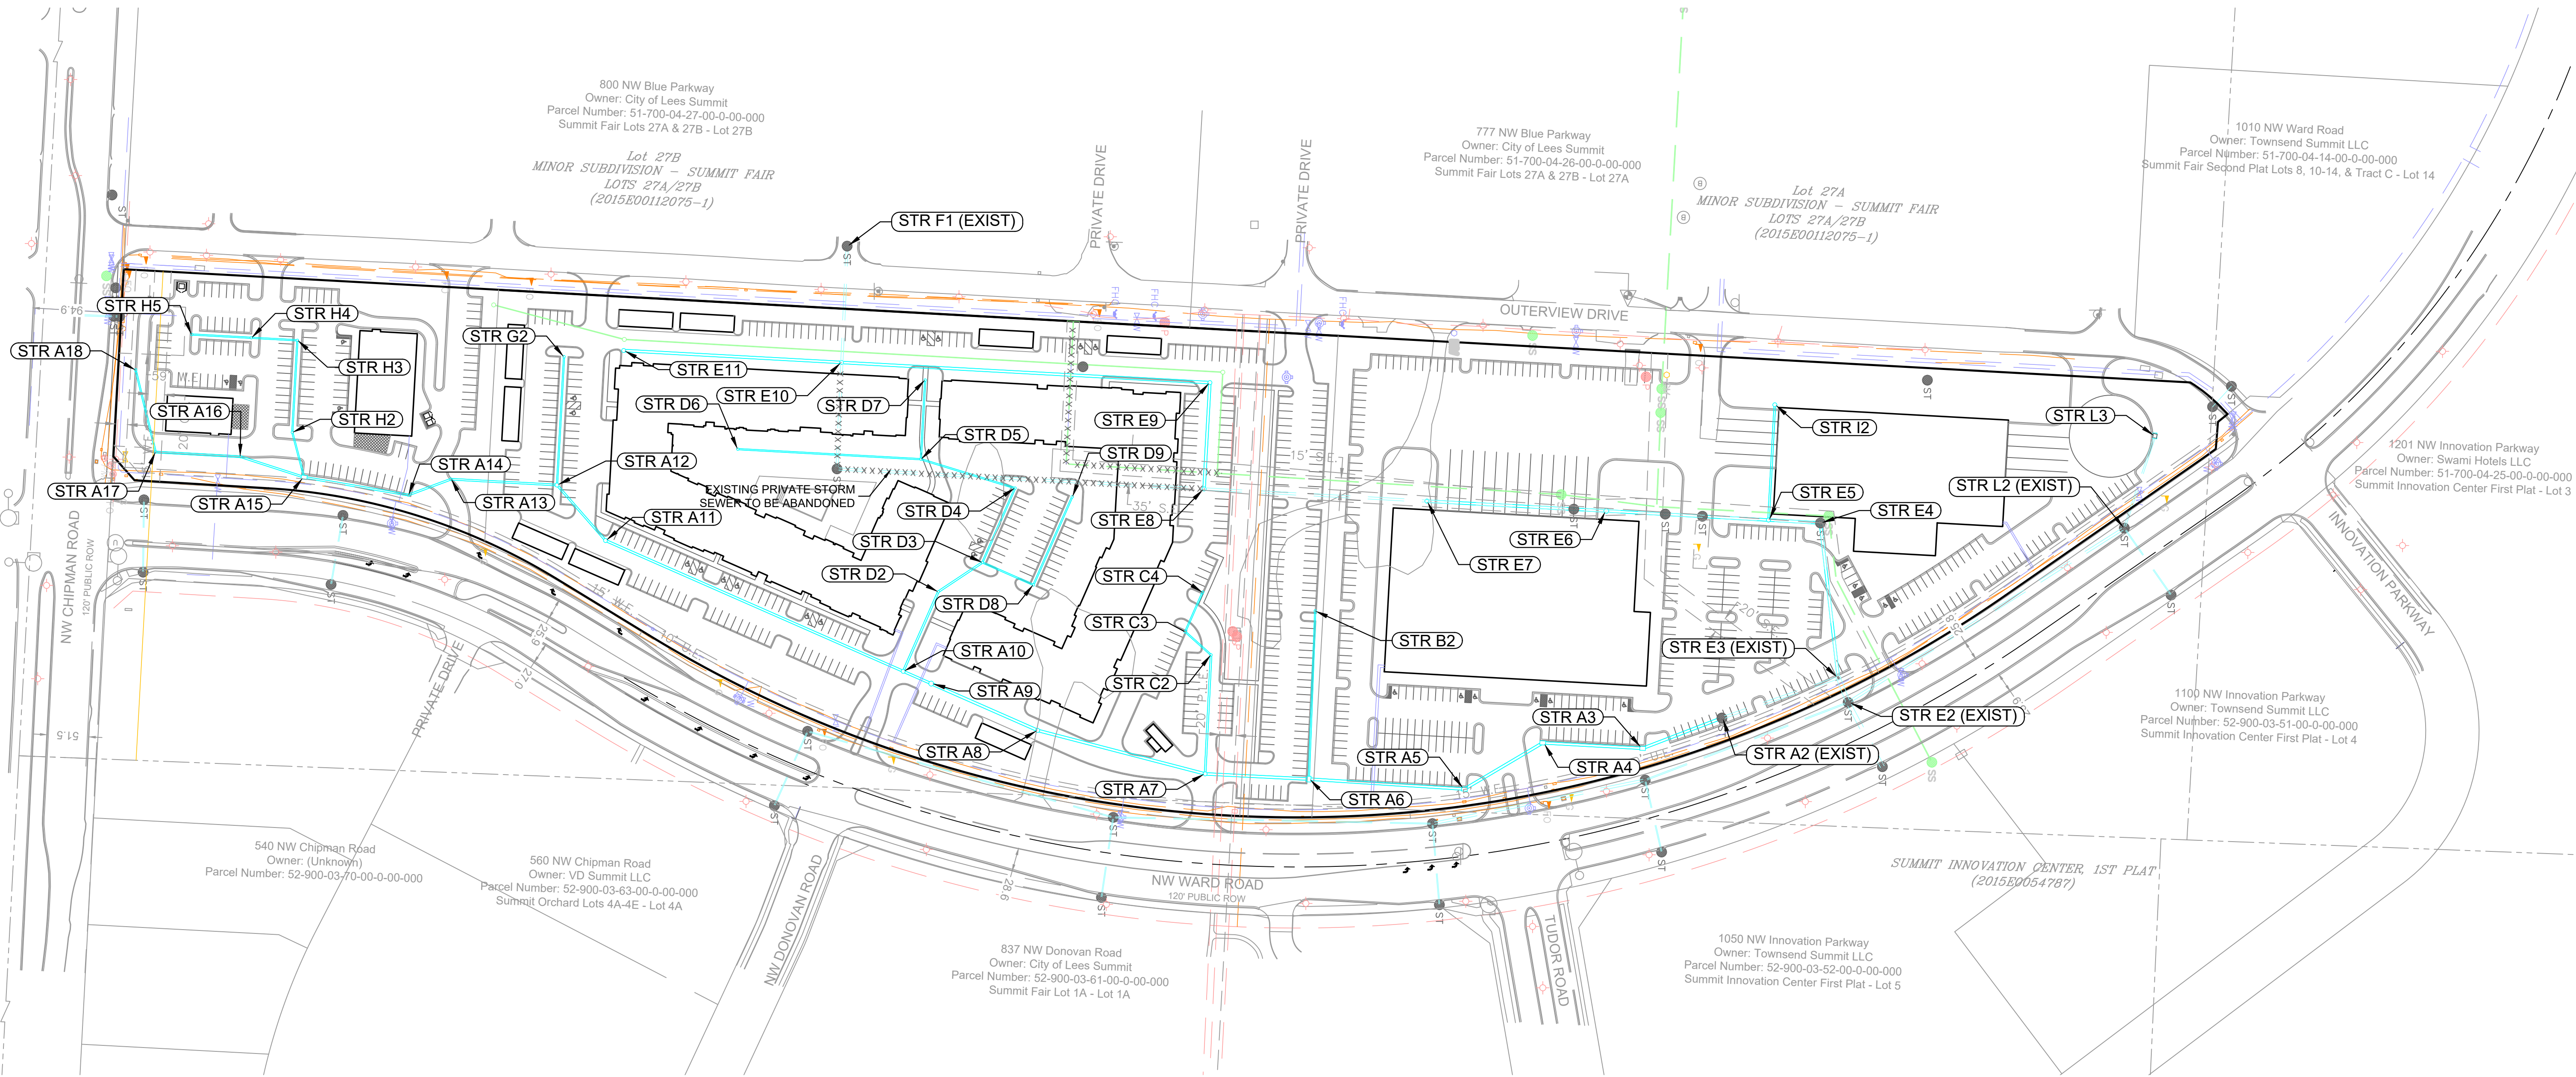 800 NW Blue Parkway
Owner: City of Lees Summit
Parcel Number: 51-700-04-27-00-0-00-000
Summit Fair Lots 27A & 27B - Lot 27B
Lot 27B
MINOR SUBDIVISION - SUMMIT FAIR
LOTS 27A/27B
(2015E00112075-1)
777 NW Blue Parkway
Owner: City of Lees Summit
Parcel Number: 51-700-04-26-00-0-00-000
Summit Fair Lots 27A & 27B - Lot 27A
Lot 27A
MINOR SUBDIVISION - SUMMIT FAIR
LOTS 27A/27B
(2015E00112075-1)
1010 NW Ward Road
Owner: Townsend Summit LLC
Parcel Number: 51-700-04-14-00-0-00-000
Summit Fair Second Plat Lots 8, 10-14, & Tract C - Lot 14
PRIVATE DRIVE
PRIVATE DRIVE
STR F1 (EXIST)
OUTERVIEW DRIVE
94.9
STR H5
STR H4
STR G2
STR A18
STR H3
STR E11
STR E10
STR D7
STR D6
59' W.E.
STR A16
STR H2
STR E9
STR D5
STR D9
STR I2
STR L3
STR A14
STR A12
STR A17
STR A15
STR A13
EXISTING PRIVATE STORM
SEWER TO BE ABANDONED
15' S.E.
35' S.E.
STR A11
STR D4
STR E8
STR D3
STR E5
STR E4
STR E6
STR E7
STR L2 (EXIST)
1201 NW Innovation Parkway
Owner: Swami Hotels LLC
Parcel Number: 51-700-04-25-00-0-00-000
Summit Innovation Center First Plat - Lot 3
INNOVATION PARKWAY
NW CHIPMAN ROAD
120' PUBLIC ROW
STR D2
STR C4
STR D8
STR C3
STR B2
15' W.E.
10' U.E.
25.9
27.0
25.8
PRIVATE DRIVE
STR A10
STR A9
STR C2
STR E3 (EXIST)
STR A3
STR E2 (EXIST)
51.5
STR A8
STR A5
STR A4
STR A2 (EXIST)
STR A7
STR A6
1100 NW Innovation Parkway
Owner: Townsend Summit LLC
Parcel Number: 52-900-03-51-00-0-00-000
Summit Innovation Center First Plat - Lot 4
540 NW Chipman Road
Owner: (Unknown)
Parcel Number: 52-900-03-70-00-0-00-000
560 NW Chipman Road
Owner: VD Summit LLC
Parcel Number: 52-900-03-63-00-0-00-000
Summit Orchard Lots 4A-4E - Lot 4A
NW DONOVAN ROAD
28.6
NW WARD ROAD
120' PUBLIC ROW
TUDOR ROAD
SUMMIT INNOVATION CENTER, 1ST PLAT
(2015E0054787)
837 NW Donovan Road
Owner: City of Lees Summit
Parcel Number: 52-900-03-61-00-0-00-000
Summit Fair Lot 1A - Lot 1A
1050 NW Innovation Parkway
Owner: Townsend Summit LLC
Parcel Number: 52-900-03-52-00-0-00-000
Summit Innovation Center First Plat - Lot 5